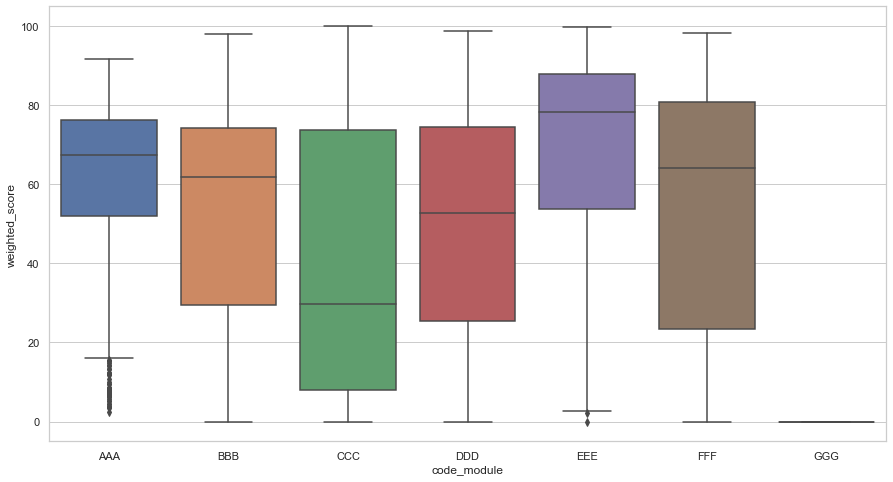 weighted_score
100
80
60
40
20
0
AAA BBB CCC DDD EEE FFF GGG
code_module